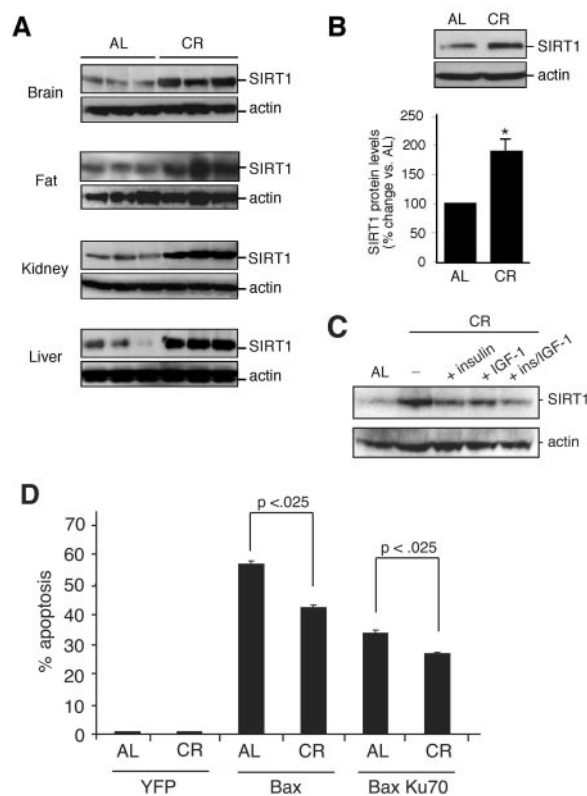 A
AL CR
Brain
SIRT1
actin
Fat
SIRT1
actin
Kidney
SIRT1
actin
Liver
SIRT1
actin
B
AL CR
SIRT1
actin
SIRT1 protein levels
(% change vs. AL)
250
200
150
100
50
0
*
AL CR
C
CR
AL – + insulin + IGF-1 + ins/IGF-1
SIRT1
actin
D
% apoptosis
70
60
50
40
30
20
10
0
p <.025
p < .025
AL CR AL CR AL CR
YFP Bax Bax Ku70